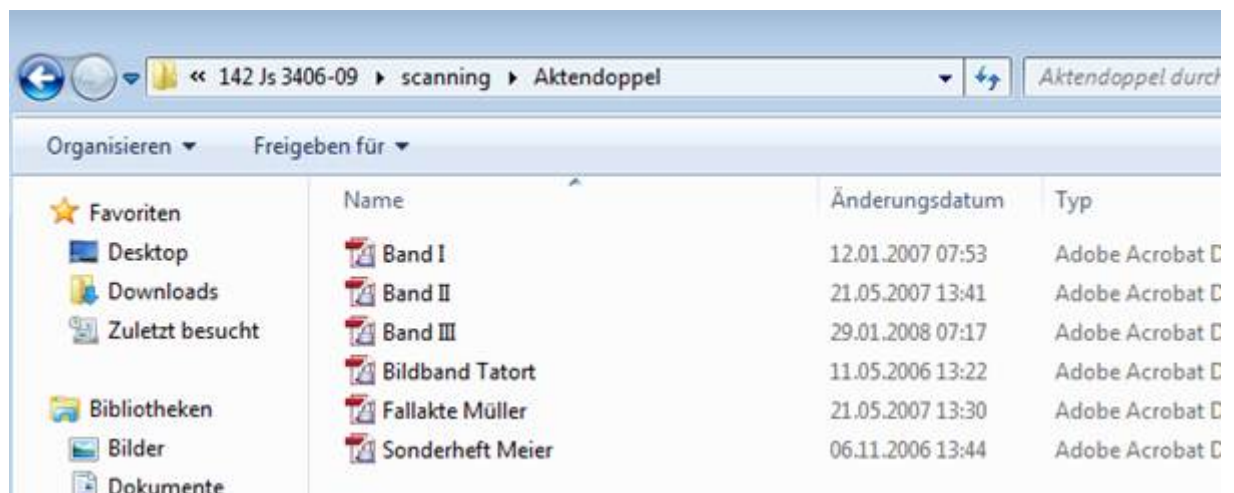 « 142 Js 3406-09 ▸ scanning ▸ Aktendoppel Aktendoppel durch
Organisieren Freigeben für
Favoriten Name Änderungsdatum Typ
Desktop Band I 12.01.2007 07:53 Adobe Acrobat D
Downloads Band II 21.05.2007 13:41 Adobe Acrobat D
Zuletzt besucht Band III 29.01.2008 07:17 Adobe Acrobat D
Bildband Tatort 11.05.2006 13:22 Adobe Acrobat D
Bibliotheken Fallakte Müller 21.05.2007 13:30 Adobe Acrobat D
Bilder Sonderheft Meier 06.11.2006 13:44 Adobe Acrobat D
Dokumente